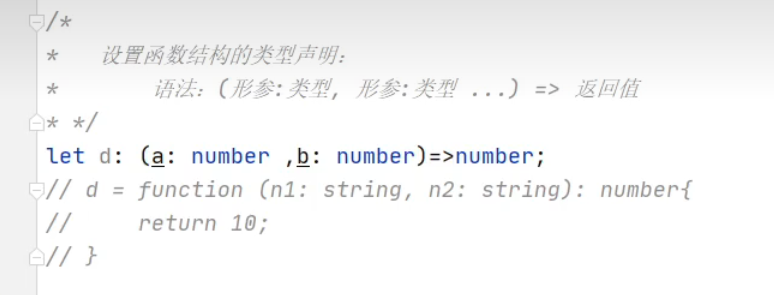 /*
*   设置函数结构的类型声明：
*       语法：(形参:类型, 形参:类型 ...) => 返回值
* */
let d: (a: number ,b: number)=>number;
// d = function (n1: string, n2: string): number{
//     return 10;
// }